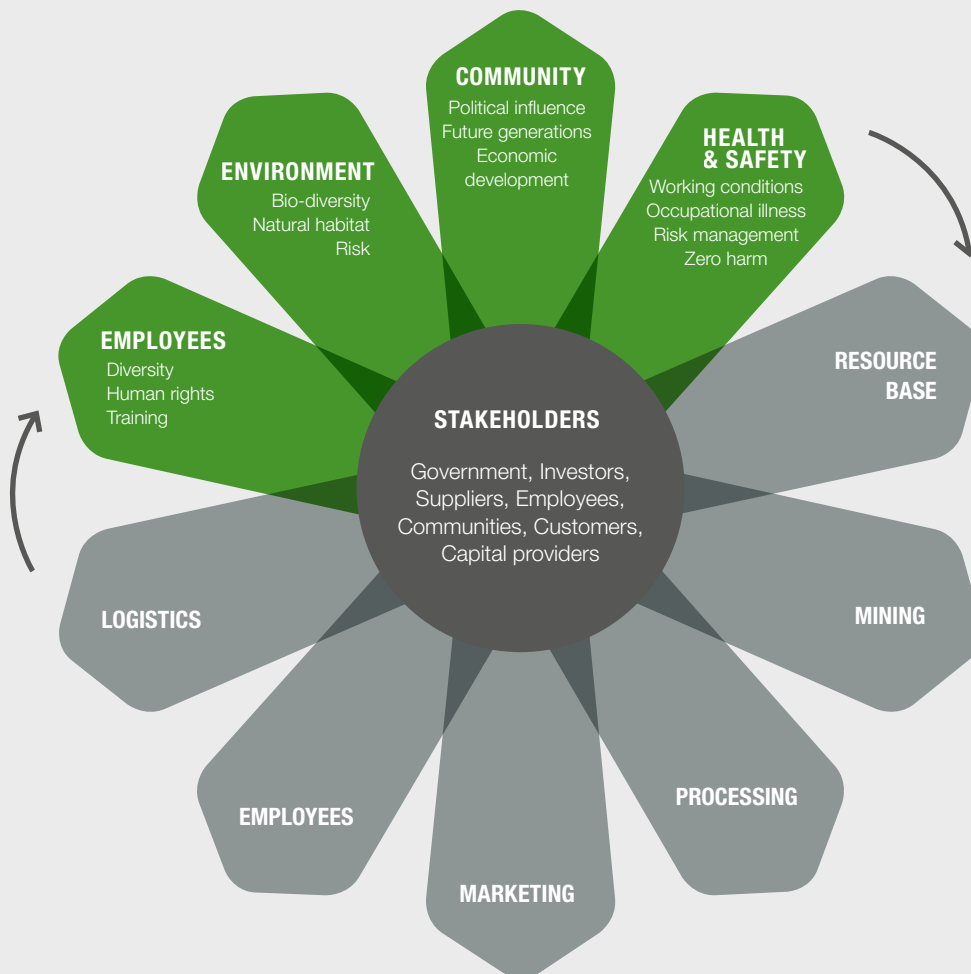 COMMUNITY
Political influence
Future generations
Economic
development
HEALTH
& SAFETY
Working conditions
Occupational illness
Risk management
Zero harm
ENVIRONMENT
Bio-diversity
Natural habitat
Risk
EMPLOYEES
Diversity
Human rights
Training
RESOURCE
BASE
STAKEHOLDERS
Government, Investors,
Suppliers, Employees,
Communities, Customers,
Capital providers
LOGISTICS
MINING
EMPLOYEES
PROCESSING
MARKETING